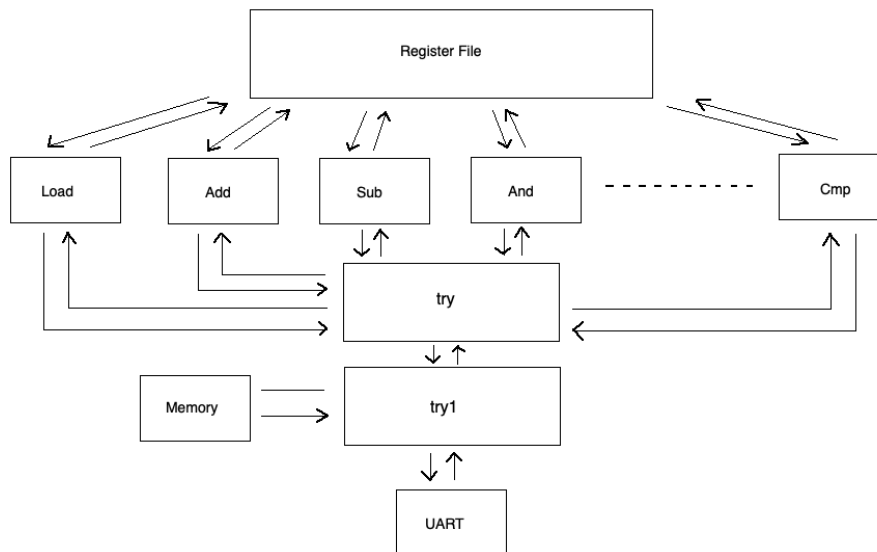 Register File
Load
Add
Sub
And
Cmp
try
try1
Memory
UART